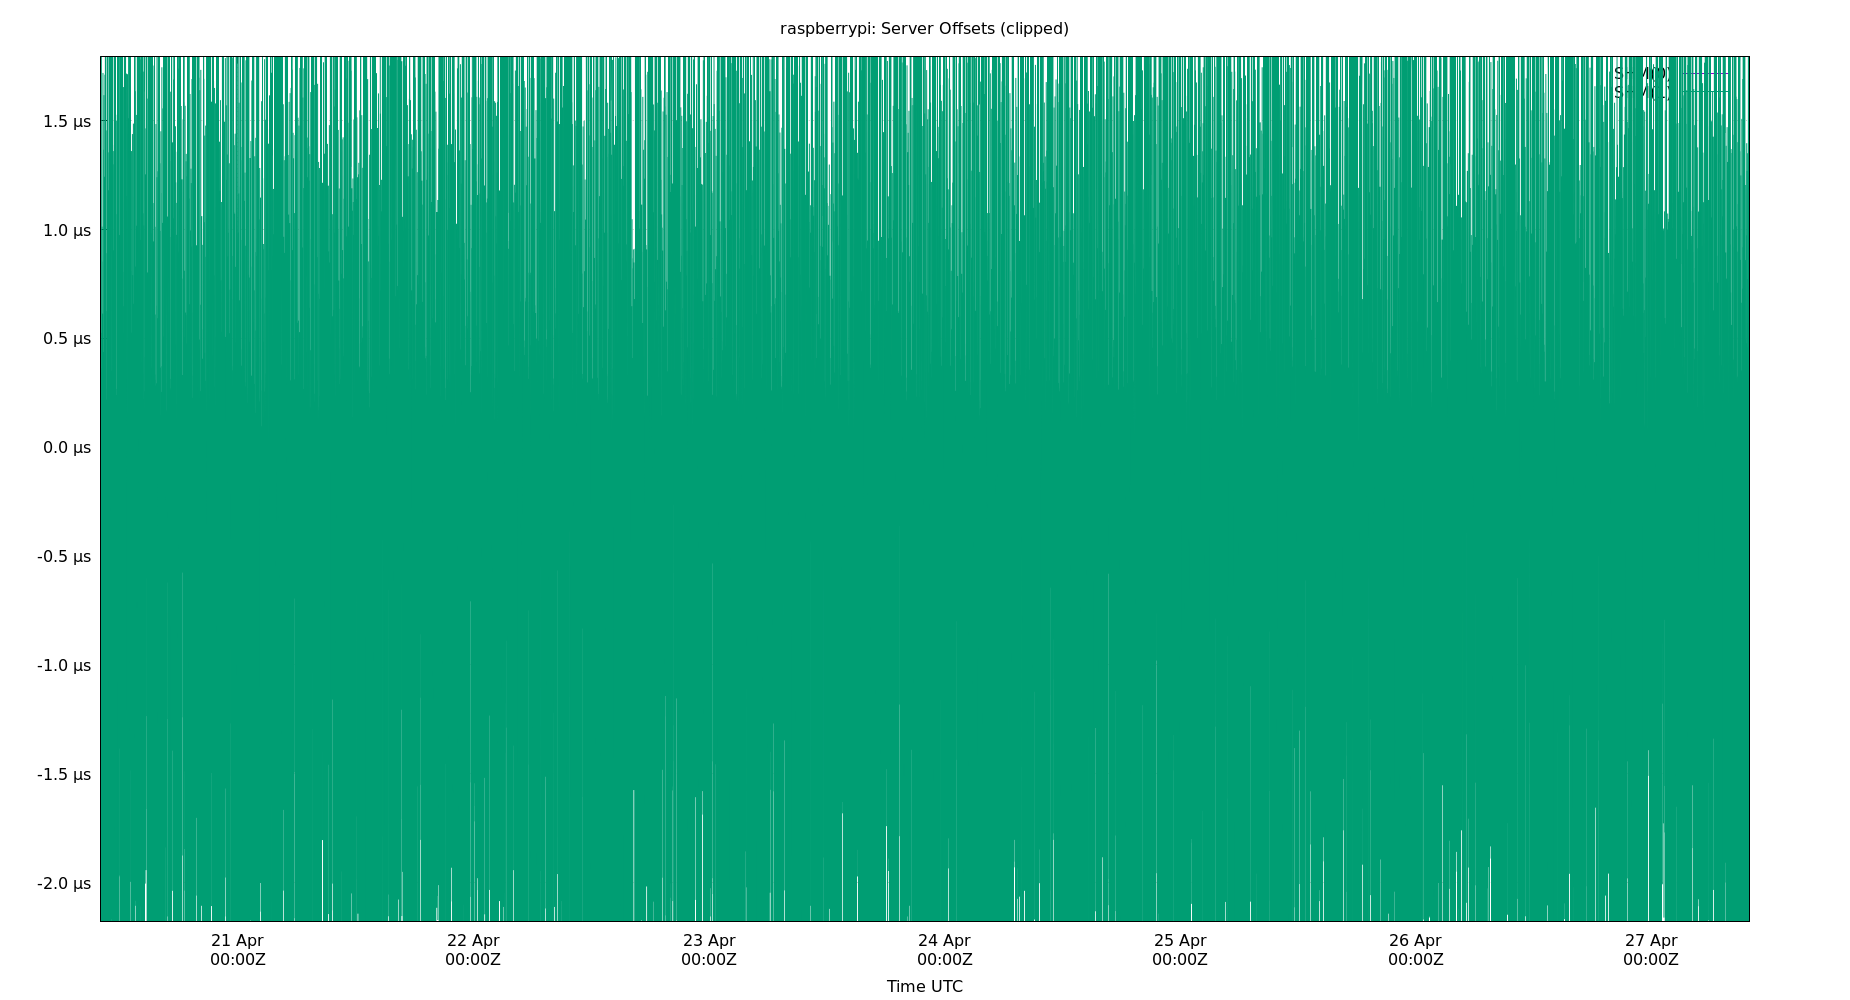 raspberrypi: Server Offsets (clipped)
1.5 µs
1.0 µs
0.5 µs
0.0 µs
-0.5 µs
-1.0 µs
-1.5 µs
-2.0 µs
21 Apr
00:00Z
22 Apr
00:00Z
23 Apr
00:00Z
24 Apr
00:00Z
25 Apr
00:00Z
26 Apr
00:00Z
27 Apr
00:00Z
Time UTC